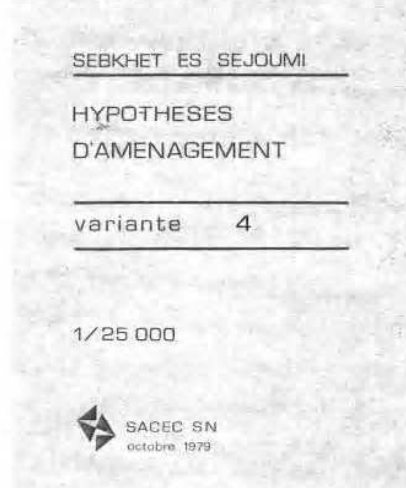 SEBKHET ES SEJOUMI
HYPOTHESES
D'AMENAGEMENT
variante 4
1/25 000
SACEC SN
octobre 1979